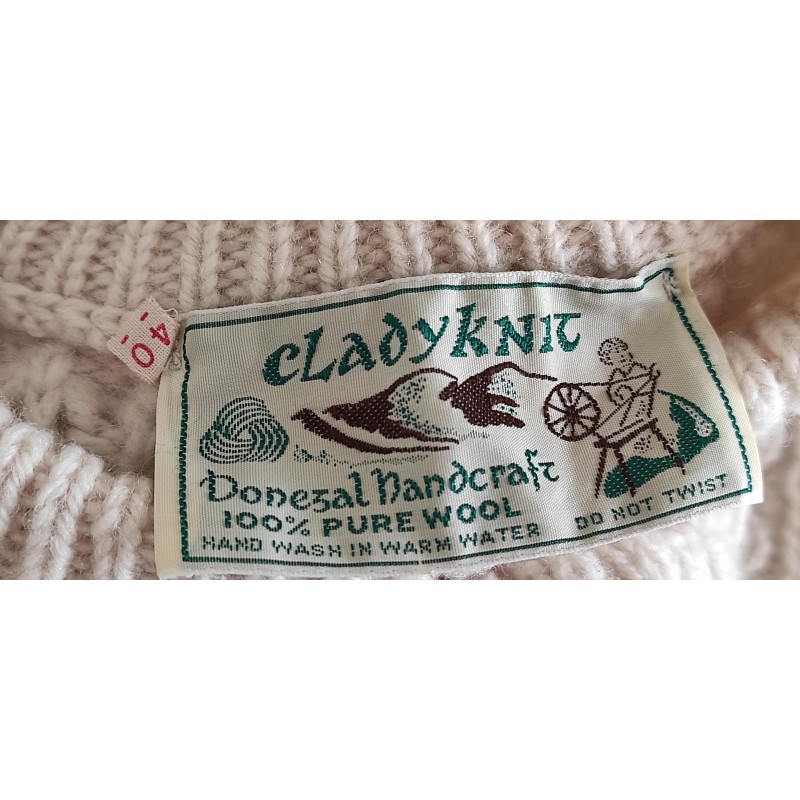 CLADYKNIT
-40-
Donegal Handcraft
100% PURE WOOL
HAND WASH IN WARM WATER DO NOT TWIST